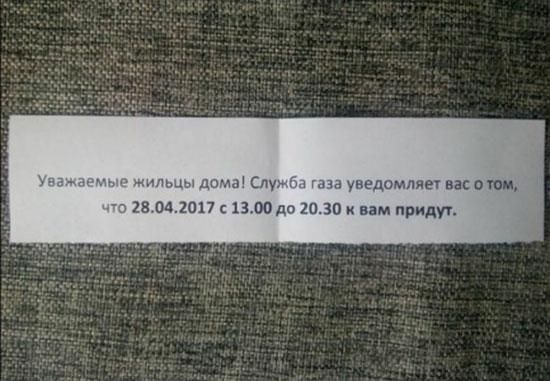 Уважаемые жильцы дома! Служба газа уведомляет вас о том,
что 28.04.2017 с 13.00 до 20.30 к вам придут.